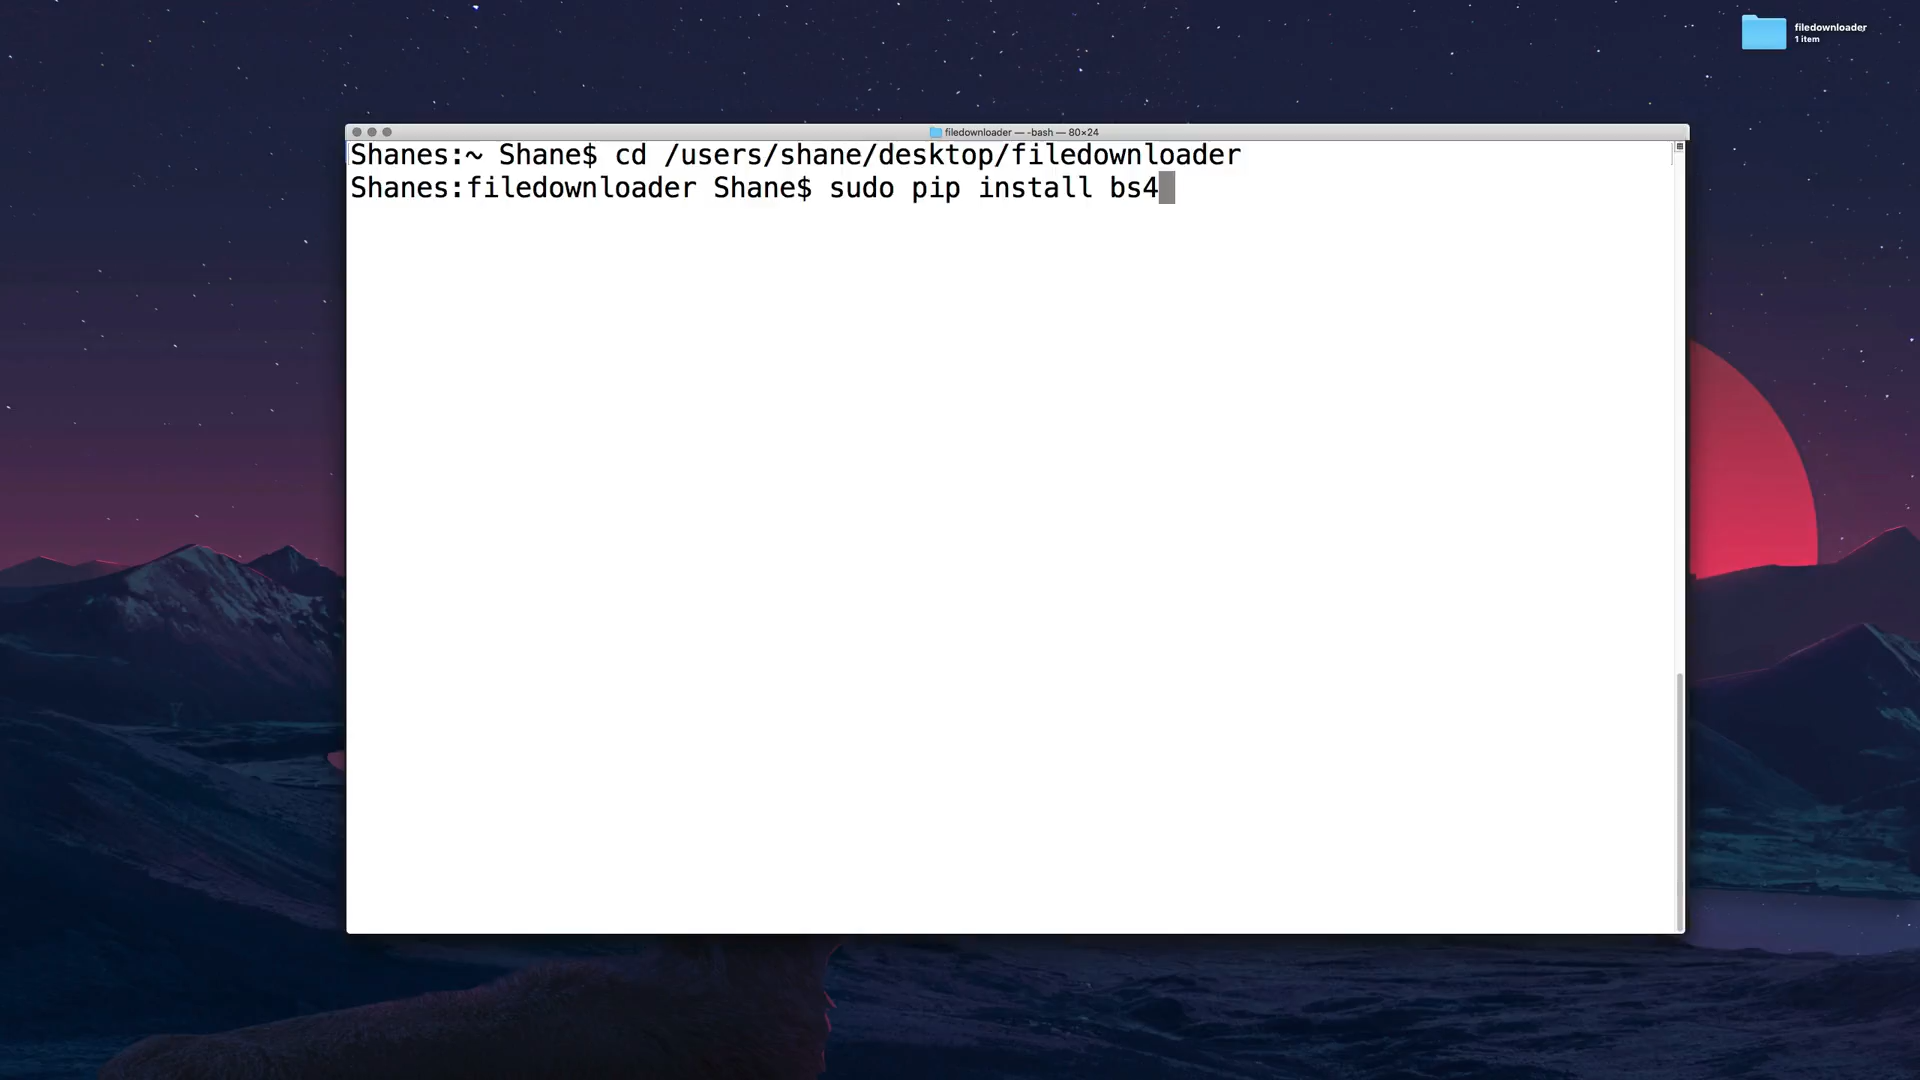 filedownloader
1 item
filedownloader — -bash — 80×24
Shanes:~ Shane$ cd /users/shane/desktop/filedownloader
Shanes:filedownloader Shane$ sudo pip install bs4